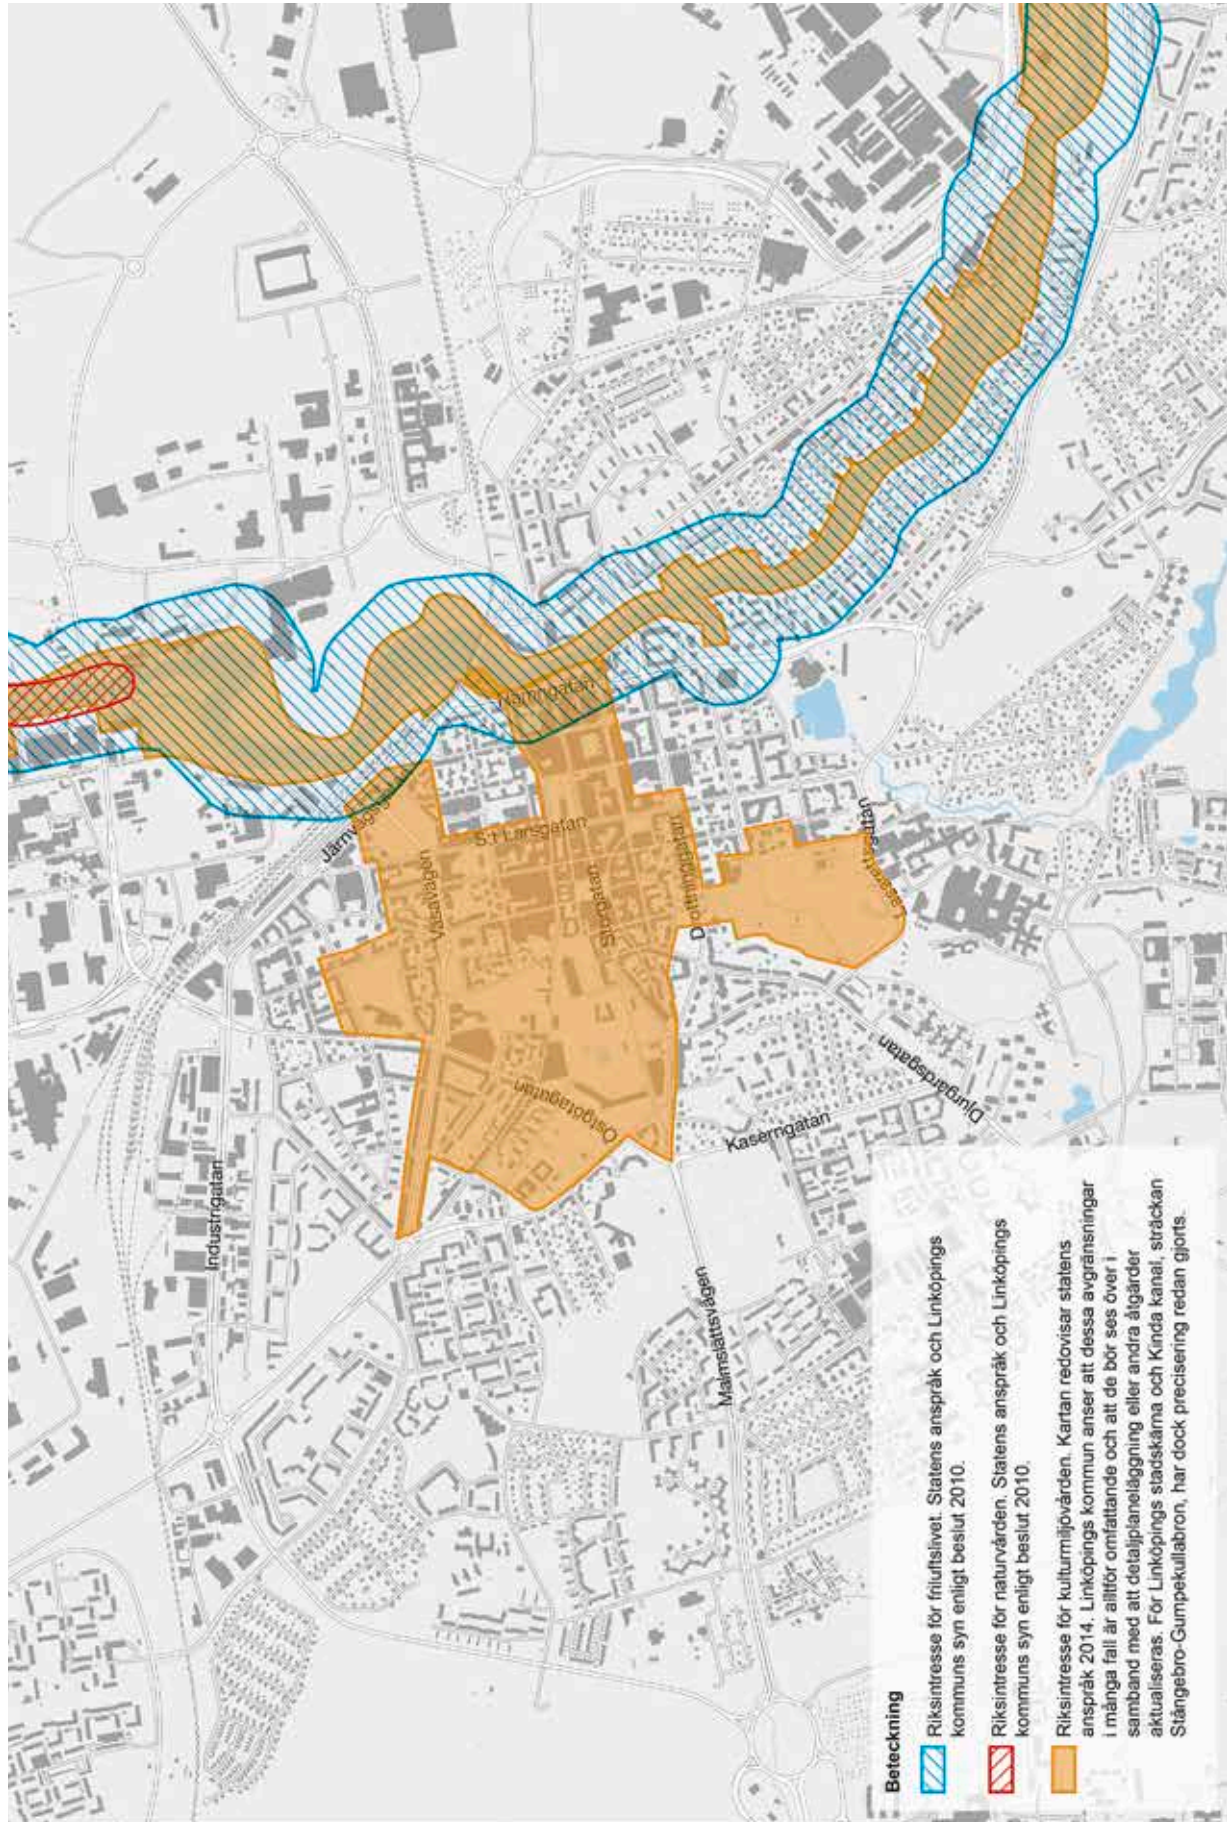 Järnväg
Hamngatan
S:t Larsgatan
Vasavägen
Storgatan
Drottninggatan
Lasarettsgatan
Östgötagatan
Djurgårdsgatan
Kaserngatan
Industrigatan
Malmslättsvägen
Beteckning
Riksintresse för friluftslivet. Statens anspråk och Linköpings
kommuns syn enligt beslut 2010.
Riksintresse för naturvården. Statens anspråk och Linköpings
kommuns syn enligt beslut 2010.
Riksintresse för kulturmiljövården. Kartan redovisar statens
anspråk 2014. Linköpings kommun anser att dessa avgränsningar
i många fall är alltför omfattande och att de bör ses över i
samband med att detaljplaneläggning eller andra åtgärder
aktualiseras. För Linköpings stadskärna och Kinda kanal, sträckan
Stångebro-Gumpekullabron, har dock precisering redan gjorts.